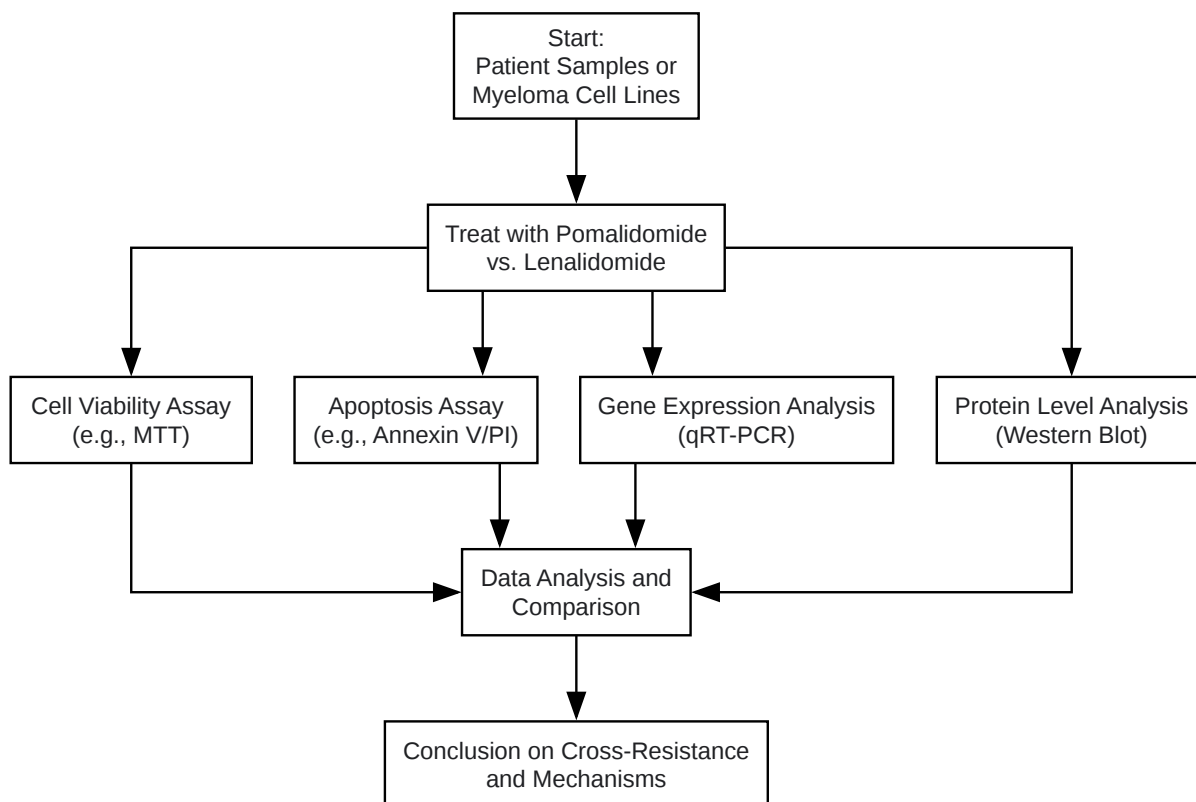 Start:
Patient Samples or
Myeloma Cell Lines
Treat with Pomalidomide
vs. Lenalidomide
Cell Viability Assay
(e.g., MTT)
Apoptosis Assay
(e.g., Annexin V/PI)
Gene Expression Analysis
(qRT-PCR)
Protein Level Analysis
(Western Blot)
Data Analysis and
Comparison
Conclusion on Cross-Resistance
and Mechanisms